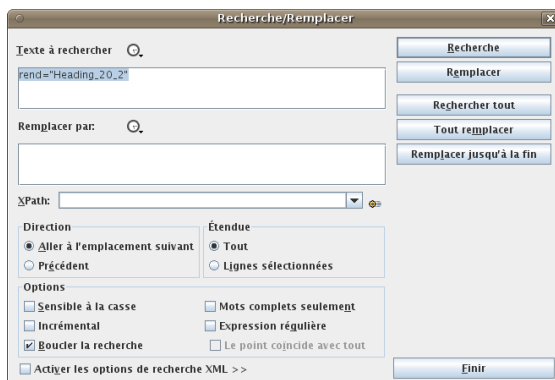 Recherche/Remplacer
Texte à rechercher
rend="Heading_20_2"
Remplacer par:
XPath:
Direction
Aller à l'emplacement suivant
Précédent
Étendue
Tout
Lignes sélectionnées
Options
Sensible à la casse
Mots complets seulement
Incrémental
Expression régulière
Boucler la recherche
Le point coïncide avec tout
Activer les options de recherche XML >>
Recherche
Remplacer
Rechercher tout
Tout remplacer
Remplacer jusqu'à la fin
Finir